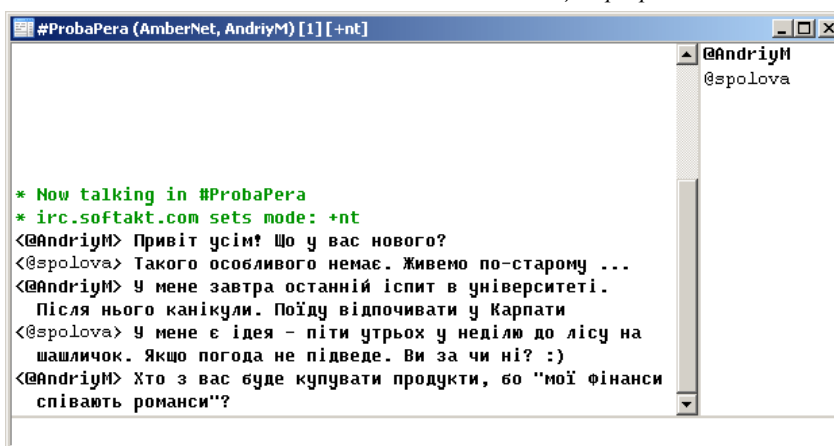 #ProbaPera (AmberNet, AndriyM) [1] [+nt]
@AndriyM
@spolova
* Now talking in #ProbaPera
* irc.softakt.com sets mode: +nt
<@AndriyM> Привіт усім! Що у вас нового?
<@spolova> Такого особливого немає. Живемо по-старому ...
<@AndriyM> У мене завтра останній іспит в університеті.
Після нього канікули. Поїду відпочивати у Карпати
<@spolova> У мене є ідея - піти утрьох у неділю до лісу на
шашличок. Якщо погода не підведе. Ви за чи ні? :)
<@AndriyM> Хто з вас буде купувати продукти, бо "мої фінанси
співають романси"?